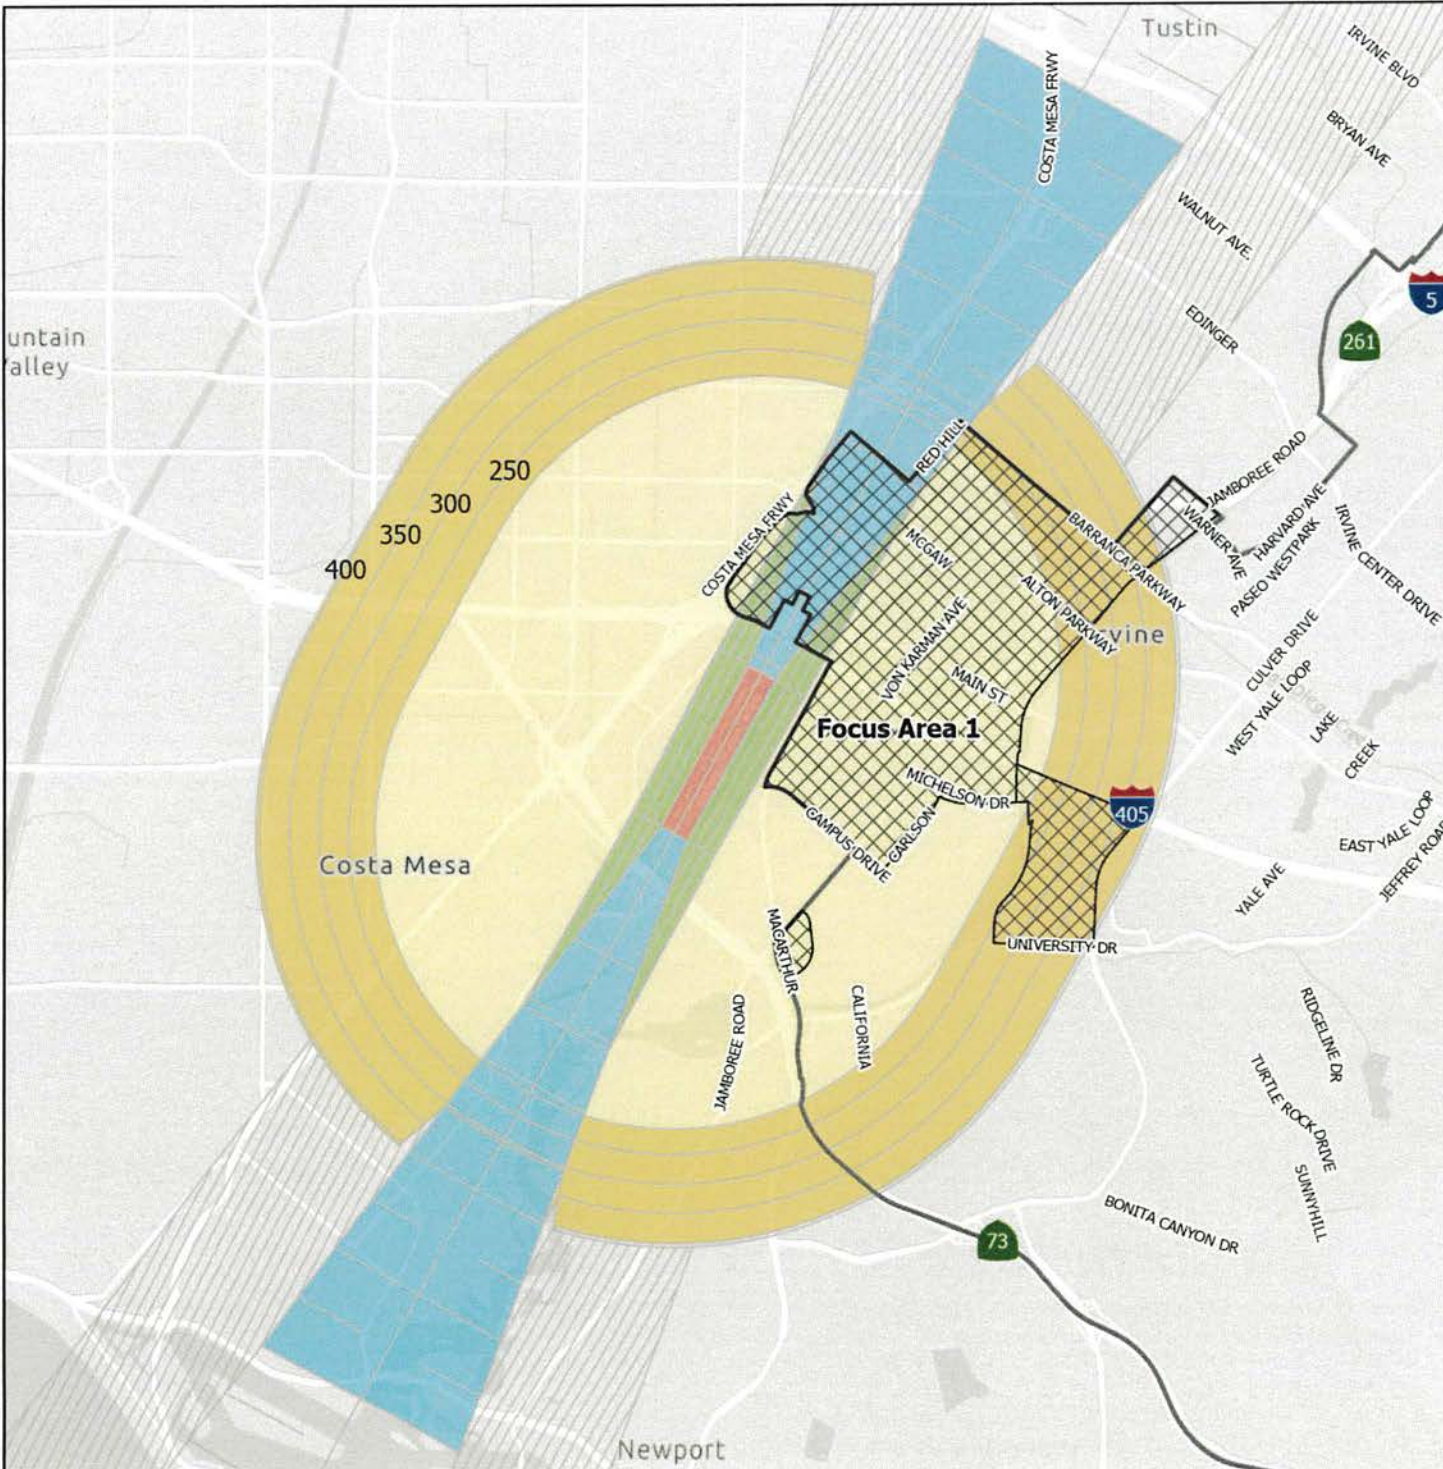 Tustin
IRVINE BLVD
COSTA MESA FRWY
BRYAN AVE
WALNUT AVE.
5
EDINGER
261
untain
alley
250
300
350
400
RED HILL
JAMBOREE ROAD
COSTA MESA FRWY
MCGAW
BARRANCA PARKWAY
WARNER AVE
HARVARD AVE
PASEO WESTPARK
IRVINE CENTER DRIVE
ALTON PARKWAY
vine
VON KARMAN AVE
MAIN ST
CULVER DRIVE
WEST YALE LOOP
LAKE
CREEK
Focus Area 1
MICHELSON DR
405
CAMPUS DRIVE
CARLSON
EAST YALE LOOP
JEFFREY ROAD
Costa Mesa
YALE AVE
MACARTHUR
UNIVERSITY DR
JAMBOREE ROAD
CALIFORNIA
RIDGELINE DR
TURTLE ROCK DRIVE
SUNNYHILL
BONITA CANYON DR
73
Newport